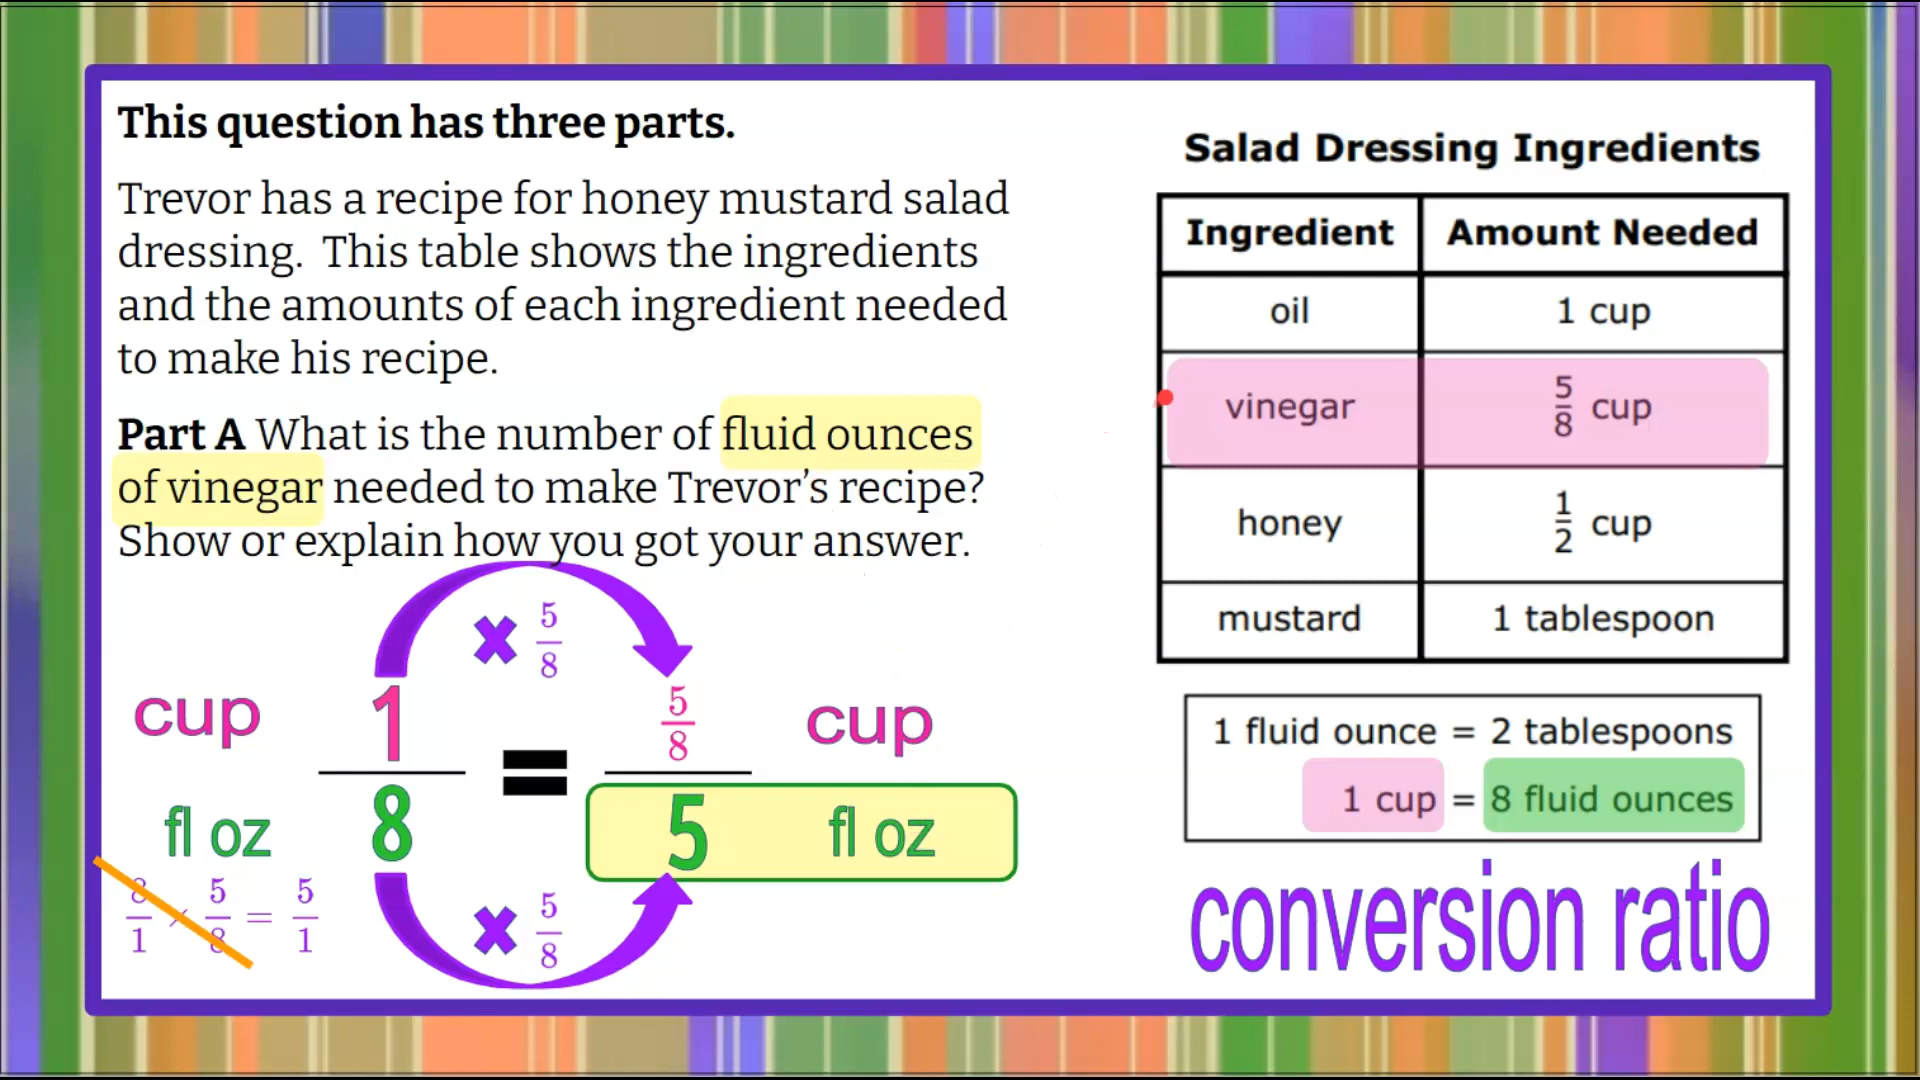 This question has three parts.
Trevor has a recipe for honey mustard salad
dressing. This table shows the ingredients
and the amounts of each ingredient needed
to make his recipe.
Part A What is the number of fluid ounces
of vinegar needed to make Trevor's recipe?
Show or explain how you got your answer.
× 5/8
cup 1 = 5/8 cup
fl oz 8 5 fl oz
8/1 × 5/8 = 5/1
× 5/8
Salad Dressing Ingredients
Ingredient Amount Needed
oil 1 cup
vinegar 5/8 cup
honey 1/2 cup
mustard 1 tablespoon
1 fluid ounce = 2 tablespoons
1 cup = 8 fluid ounces
conversion ratio